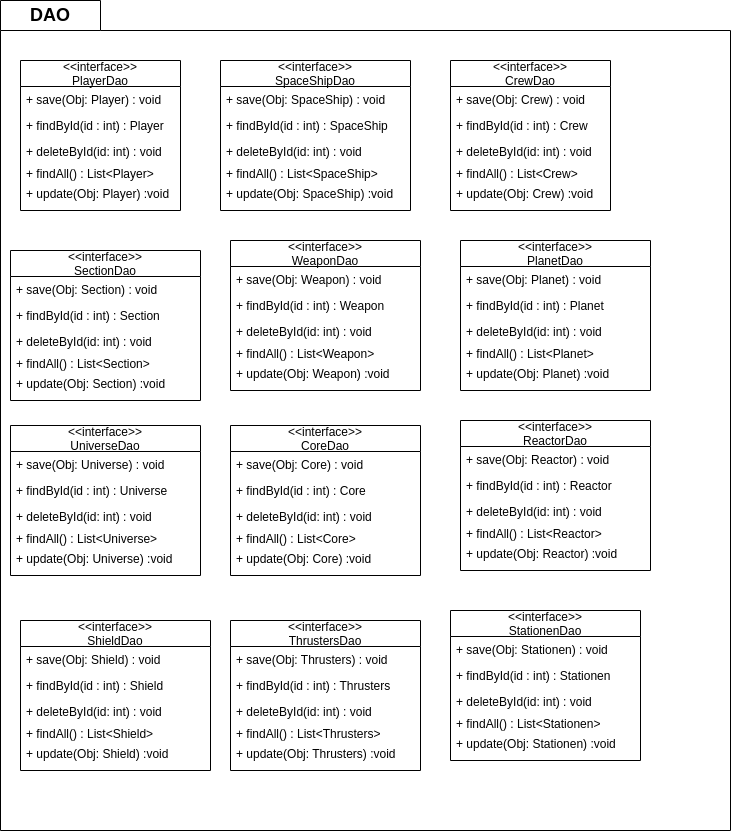 DAO
<<interface>>
PlayerDao
+ save(Obj: Player) : void
+ findById(id : int) : Player
+ deleteById(id: int) : void
+ findAll() : List<Player>
+ update(Obj: Player) :void
<<interface>>
SpaceShipDao
+ save(Obj: SpaceShip) : void
+ findById(id : int) : SpaceShip
+ deleteById(id: int) : void
+ findAll() : List<SpaceShip>
+ update(Obj: SpaceShip) :void
<<interface>>
CrewDao
+ save(Obj: Crew) : void
+ findById(id : int) : Crew
+ deleteById(id: int) : void
+ findAll() : List<Crew>
+ update(Obj: Crew) :void
<<interface>>
SectionDao
+ save(Obj: Section) : void
+ findById(id : int) : Section
+ deleteById(id: int) : void
+ findAll() : List<Section>
+ update(Obj: Section) :void
<<interface>>
WeaponDao
+ save(Obj: Weapon) : void
+ findById(id : int) : Weapon
+ deleteById(id: int) : void
+ findAll() : List<Weapon>
+ update(Obj: Weapon) :void
<<interface>>
PlanetDao
+ save(Obj: Planet) : void
+ findById(id : int) : Planet
+ deleteById(id: int) : void
+ findAll() : List<Planet>
+ update(Obj: Planet) :void
<<interface>>
UniverseDao
+ save(Obj: Universe) : void
+ findById(id : int) : Universe
+ deleteById(id: int) : void
+ findAll() : List<Universe>
+ update(Obj: Universe) :void
<<interface>>
CoreDao
+ save(Obj: Core) : void
+ findById(id : int) : Core
+ deleteById(id: int) : void
+ findAll() : List<Core>
+ update(Obj: Core) :void
<<interface>>
ReactorDao
+ save(Obj: Reactor) : void
+ findById(id : int) : Reactor
+ deleteById(id: int) : void
+ findAll() : List<Reactor>
+ update(Obj: Reactor) :void
<<interface>>
ShieldDao
+ save(Obj: Shield) : void
+ findById(id : int) : Shield
+ deleteById(id: int) : void
+ findAll() : List<Shield>
+ update(Obj: Shield) :void
<<interface>>
ThrustersDao
+ save(Obj: Thrusters) : void
+ findById(id : int) : Thrusters
+ deleteById(id: int) : void
+ findAll() : List<Thrusters>
+ update(Obj: Thrusters) :void
<<interface>>
StationenDao
+ save(Obj: Stationen) : void
+ findById(id : int) : Stationen
+ deleteById(id: int) : void
+ findAll() : List<Stationen>
+ update(Obj: Stationen) :void